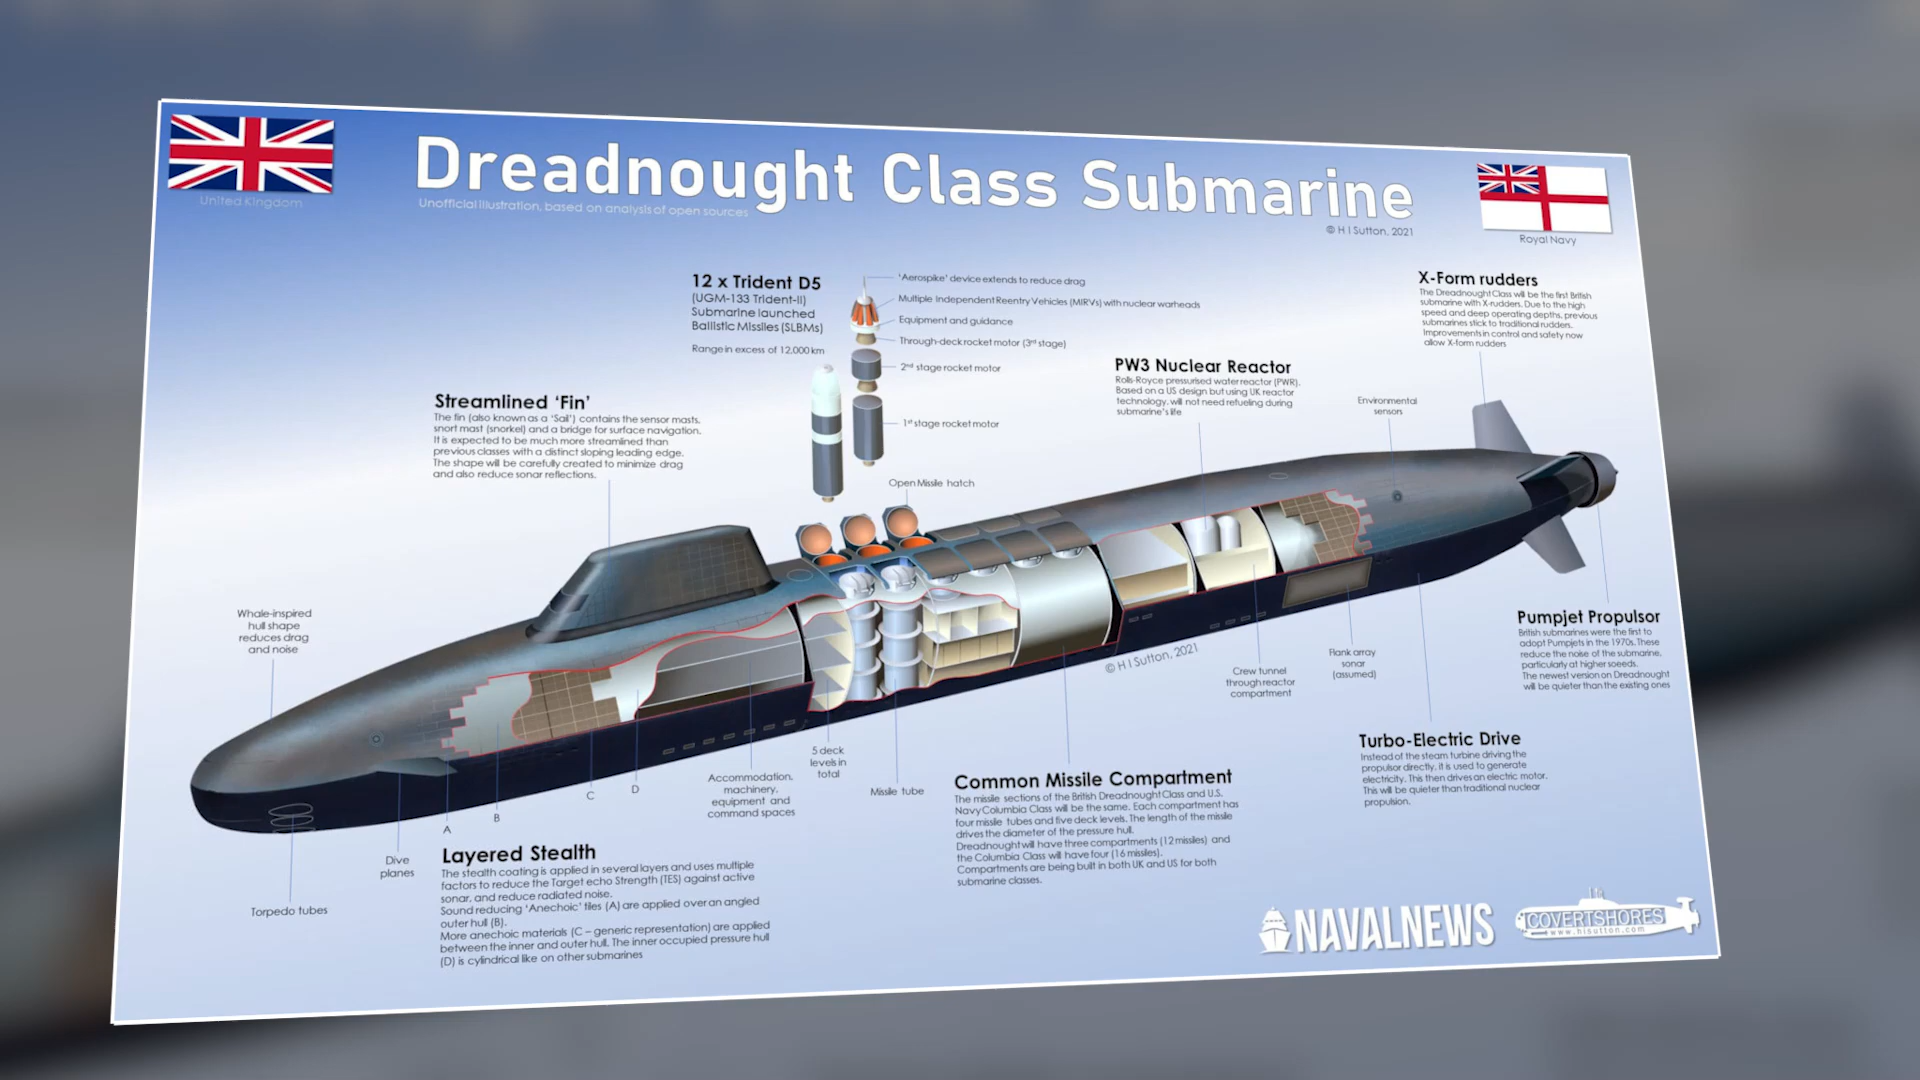 Dreadnought Class Submarine
United Kingdom
Unofficial illustration, based on analysis of open sources
© H I Sutton, 2021
Royal Navy
12 x Trident D5
(UGM-133 Trident-II)
Submarine launched
Ballistic Missiles (SLBMs)
Range in excess of 12,000km
'Aerospike' device extends to reduce drag
Multiple Independent Reentry Vehicles (MIRVs) with nuclear warheads
Equipment and guidance
Through-deck rocket motor (3rd stage)
2nd stage rocket motor
1st stage rocket motor
Open Missile hatch
X-Form rudders
The Dreadnought Class will be the first British
submarine with X-rudders. Due to the high
speed and deep operating depths, previous
submarines stick to traditional rudders.
Improvements in control and safety now
allow X-form rudders
PW3 Nuclear Reactor
Rolls-Royce pressurised water reactor (PWR).
Based on a US design but using UK reactor
technology, will not need refueling during
submarine's life
Environmental
sensors
Streamlined 'Fin'
The fin (also known as a 'Sail') contains the sensor masts,
snort mast (snorkel) and a bridge for surface navigation.
It is expected to be much more streamlined than
previous classes with a distinct sloping leading edge.
The shape will be carefully created to minimize drag
and also reduce sonar reflections.
Whale-inspired
hull shape
reduces drag
and noise
Pumpjet Propulsor
British submarines were the first to
adopt Pumpjets in the 1970s. These
reduce the noise of the submarine,
particularly at higher soeeds.
The newest version on Dreadnought
will be quieter than the existing ones
© H I Sutton, 2021
Crew tunnel
through reactor
compartment
Flank array
sonar
(assumed)
Turbo-Electric Drive
Instead of the steam turbine driving the
propulsor directly, it is used to generate
electricity. This then drives an electric motor.
This will be quieter than traditional nuclear
propulsion.
5 deck
levels in
total
Missile tube
Accommodation,
machinery,
equipment and
command spaces
Common Missile Compartment
The missile sections of the British Dreadnought Class and U.S.
Navy Columbia Class will be the same. Each compartment has
four missile tubes and five deck levels. The length of the missile
drives the diameter of the pressure hull.
Dreadnought will have three compartments (12 missiles) and
the Columbia Class will have four (16 missiles).
Compartments are being built in both UK and US for both
submarine classes.
A
B
C
D
Dive
planes
Torpedo tubes
Layered Stealth
The stealth coating is applied in several layers and uses multiple
factors to reduce the Target echo Strength (TES) against active
sonar, and reduce radiated noise.
Sound reducing 'Anechoic' tiles (A) are applied over an angled
outer hull (B).
More anechoic materials (C – generic representation) are applied
between the inner and outer hull. The inner occupied pressure hull
(D) is cylindrical like on other submarines
NAVALNEWS
COVERTSHORES
www.hisutton.com